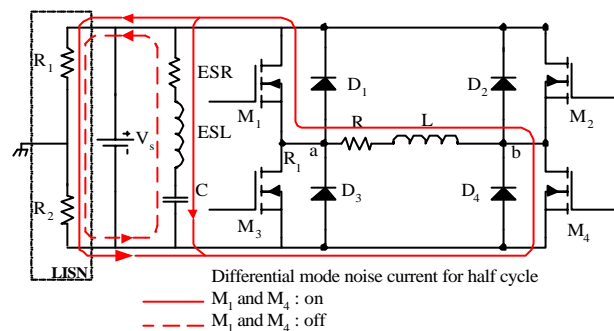 R1
R2
LISN
Vs
ESR
ESL
C
M1
D1
D2
M2
R
L
a
b
R1
M3
D3
D4
M4
Differential mode noise current for half cycle
M1 and M4 : on
M1 and M4 : off